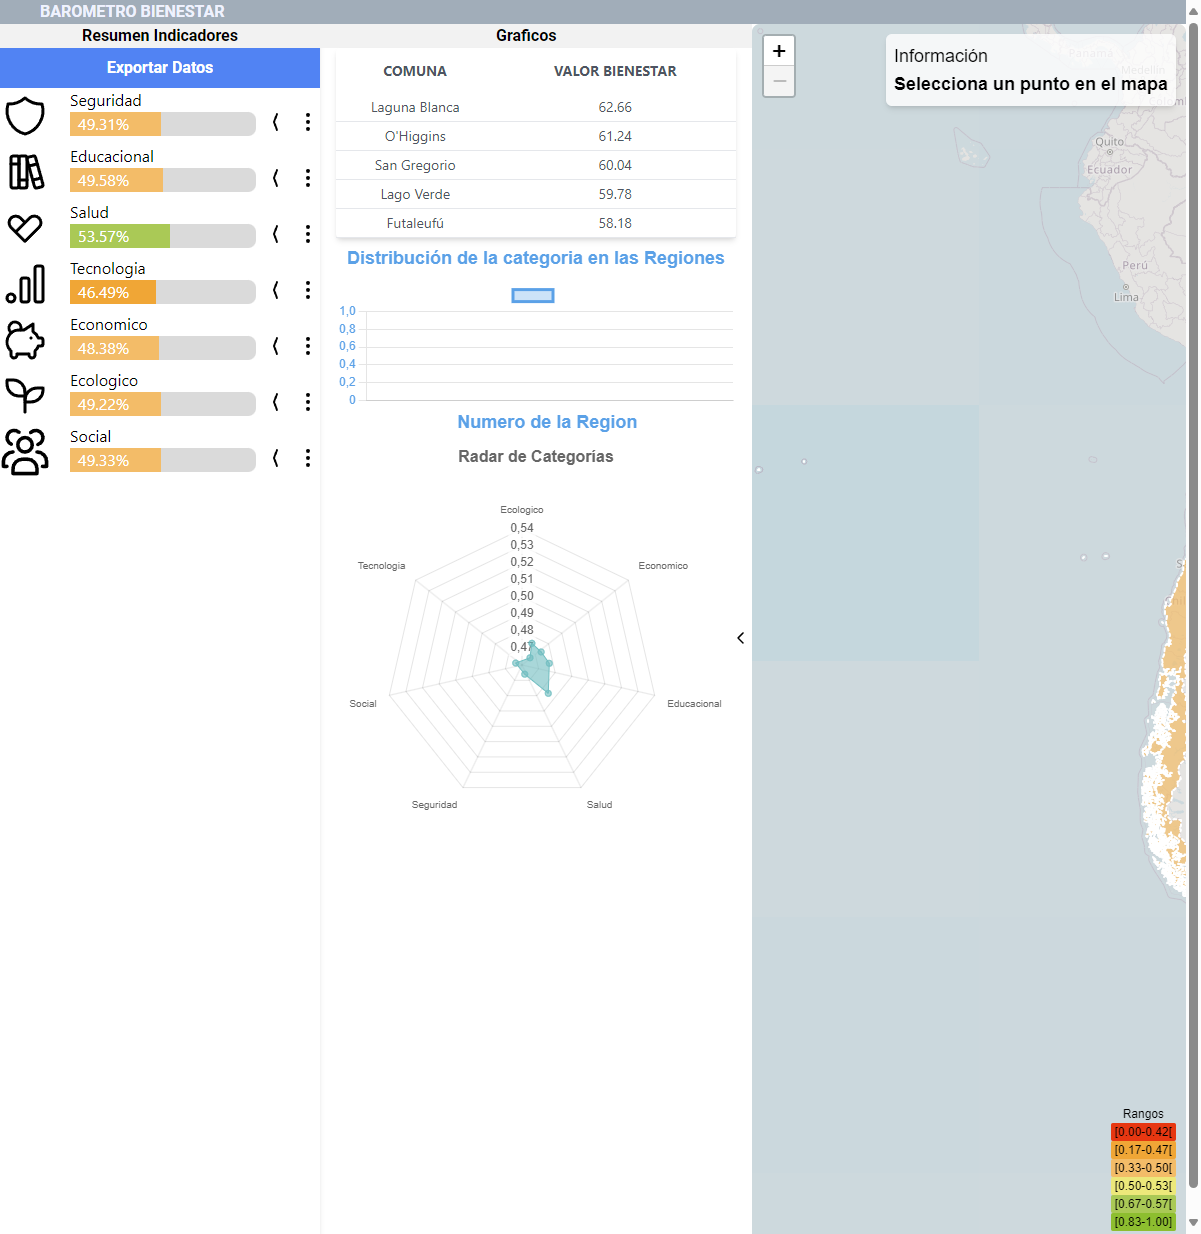 BAROMETRO BIENESTAR
Resumen Indicadores
Exportar Datos
Seguridad
49.31%
Educacional
49.58%
Salud
53.57%
Tecnologia
46.49%
Economico
48.38%
Ecologico
49.22%
Social
49.33%
Graficos
COMUNA VALOR BIENESTAR
Laguna Blanca 62.66
O'Higgins 61.24
San Gregorio 60.04
Lago Verde 59.78
Futaleufú 58.18
Distribución de la categoria en las Regiones
1,0
0,8
0,6
0,4
0,2
0
Numero de la Region
Radar de Categorías
Ecologico
0,54
0,53
0,52
0,51
0,50
0,49
0,48
0,47
Tecnologia
Economico
Social
Educacional
Seguridad
Salud
+
−
Información
Selecciona un punto en el mapa
Panamá
Medellín
Quito
Ecuador
Perú
Lima
Rangos
[0.00-0.42[
[0.17-0.47[
[0.33-0.50[
[0.50-0.53[
[0.67-0.57[
[0.83-1.00]